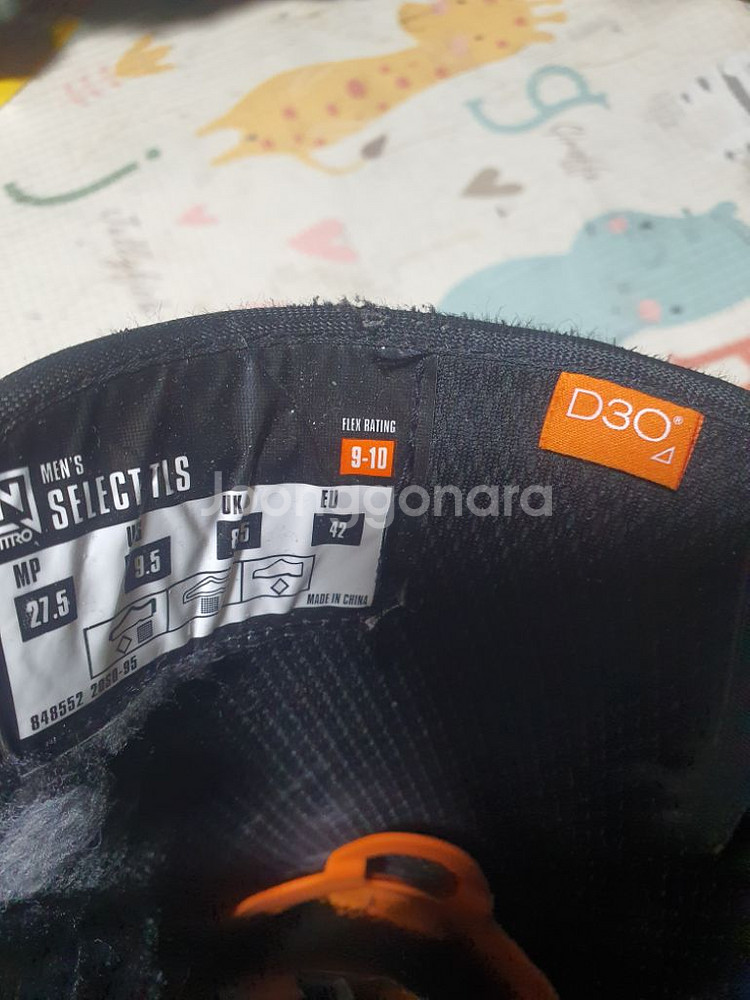 FLEX RATING
9-10
D3O®
MEN'S
SELECT TLS
NITRO
Joonggonara
MP
UK
EU
27.5
9.5
42
MADE IN CHINA
848552